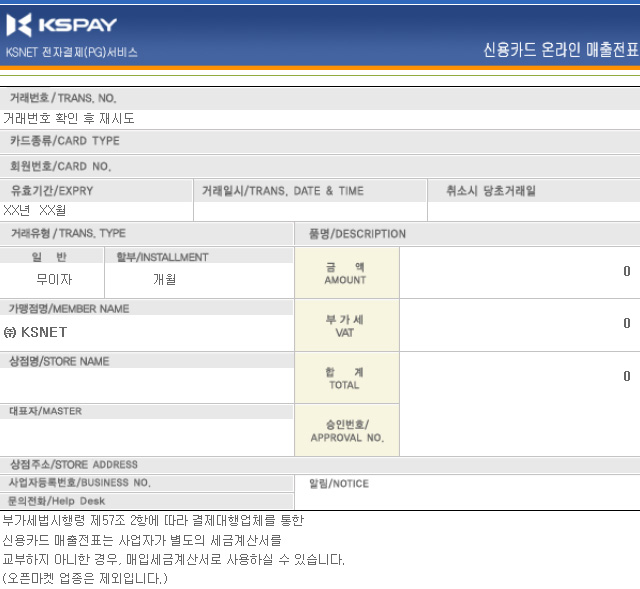 KSPAY
KSNET 전자결제(PG)서비스
신용카드 온라인 매출전표
거래번호/TRANS. NO.
거래번호 확인 후 재시도
카드종류/CARD TYPE
회원번호/CARD NO.
유효기간/EXPRY 거래일시/TRANS. DATE & TIME 취소시 당초거래일
XX년 XX월
거래유형/TRANS. TYPE 품명/DESCRIPTION
일 반 할부/INSTALLMENT
무이자 개월
금 액
AMOUNT
0
가맹점명/MEMBER NAME
㈜ KSNET
부 가 세
VAT
0
상점명/STORE NAME
합 계
TOTAL
0
대표자/MASTER
승인번호/
APPROVAL NO.
상점주소/STORE ADDRESS
사업자등록번호/BUSINESS NO. 알림/NOTICE
문의전화/Help Desk
부가세법시행령 제57조 2항에 따라 결제대행업체를 통한
신용카드 매출전표는 사업자가 별도의 세금계산서를
교부하지 아니한 경우, 매입세금계산서로 사용하실 수 있습니다.
(오픈마켓 업종은 제외입니다.)